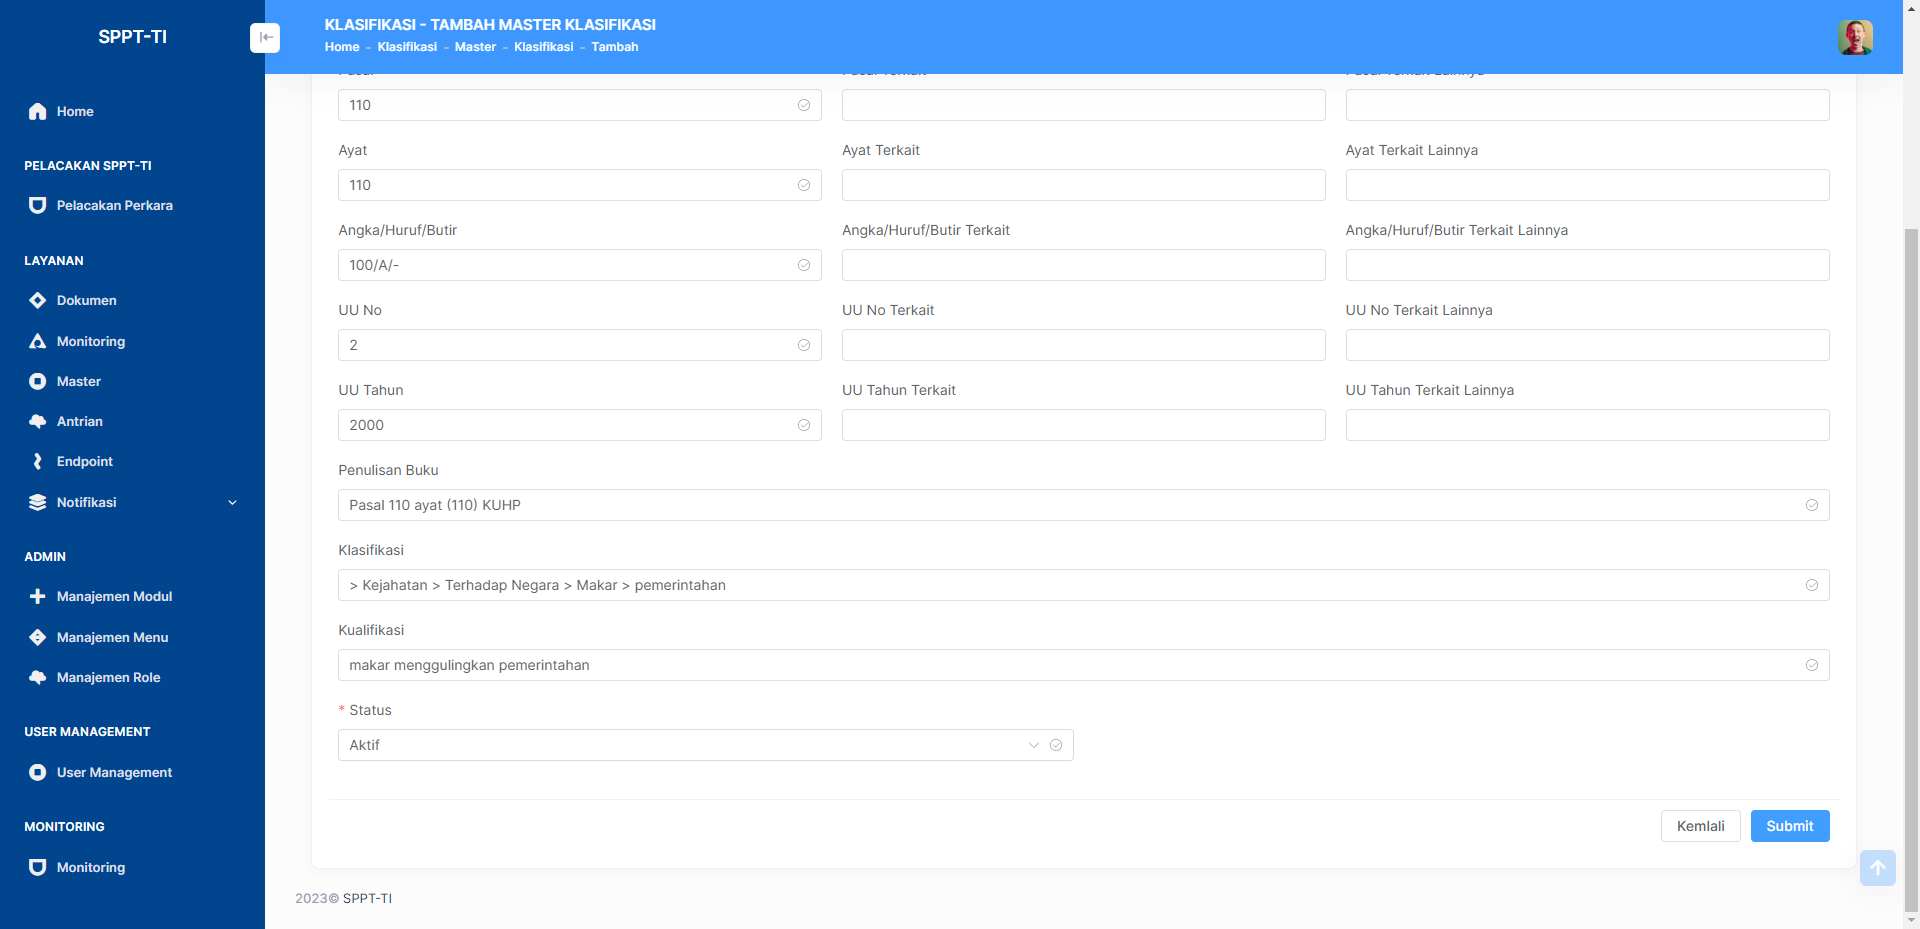 SPPT-TI
KLASIFIKASI - TAMBAH MASTER KLASIFIKASI
Home - Klasifikasi - Master - Klasifikasi - Tambah
Home
PELACAKAN SPPT-TI
Pelacakan Perkara
LAYANAN
Dokumen
Monitoring
Master
Antrian
Endpoint
Notifikasi
ADMIN
Manajemen Modul
Manajemen Menu
Manajemen Role
USER MANAGEMENT
User Management
MONITORING
Monitoring
110
Ayat
Ayat Terkait
Ayat Terkait Lainnya
110
Angka/Huruf/Butir
Angka/Huruf/Butir Terkait
Angka/Huruf/Butir Terkait Lainnya
100/A/-
UU No
UU No Terkait
UU No Terkait Lainnya
2
UU Tahun
UU Tahun Terkait
UU Tahun Terkait Lainnya
2000
Penulisan Buku
Pasal 110 ayat (110) KUHP
Klasifikasi
> Kejahatan > Terhadap Negara > Makar > pemerintahan
Kualifikasi
makar menggulingkan pemerintahan
* Status
Aktif
Kemlali
Submit
2023© SPPT-TI